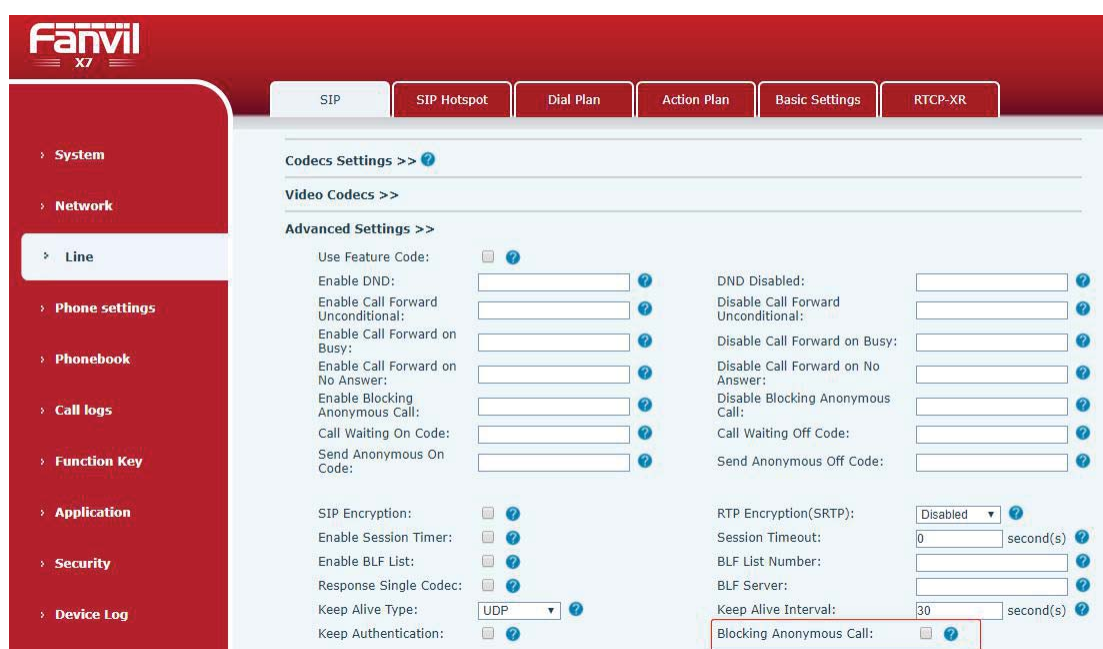 Fanvil
X7
SIP SIP Hotspot Dial Plan Action Plan Basic Settings RTCP-XR
› System
› Network
› Line
› Phone settings
› Phonebook
› Call logs
› Function Key
› Application
› Security
› Device Log
Codecs Settings >> ?
Video Codecs >>
Advanced Settings >>
Use Feature Code: ?
Enable DND: ? DND Disabled: ?
Enable Call Forward
Unconditional: ? Disable Call Forward
Unconditional: ?
Enable Call Forward on
Busy: ? Disable Call Forward on Busy: ?
Enable Call Forward on
No Answer: ? Disable Call Forward on No
Answer: ?
Enable Blocking
Anonymous Call: ? Disable Blocking Anonymous
Call: ?
Call Waiting On Code: ? Call Waiting Off Code: ?
Send Anonymous On
Code: ? Send Anonymous Off Code: ?
SIP Encryption: ? RTP Encryption(SRTP): Disabled ▼ ?
Enable Session Timer: ? Session Timeout: 0 second(s) ?
Enable BLF List: ? BLF List Number: ?
Response Single Codec: ? BLF Server: ?
Keep Alive Type: UDP ▼ ? Keep Alive Interval: 30 second(s) ?
Keep Authentication: ? Blocking Anonymous Call: ?